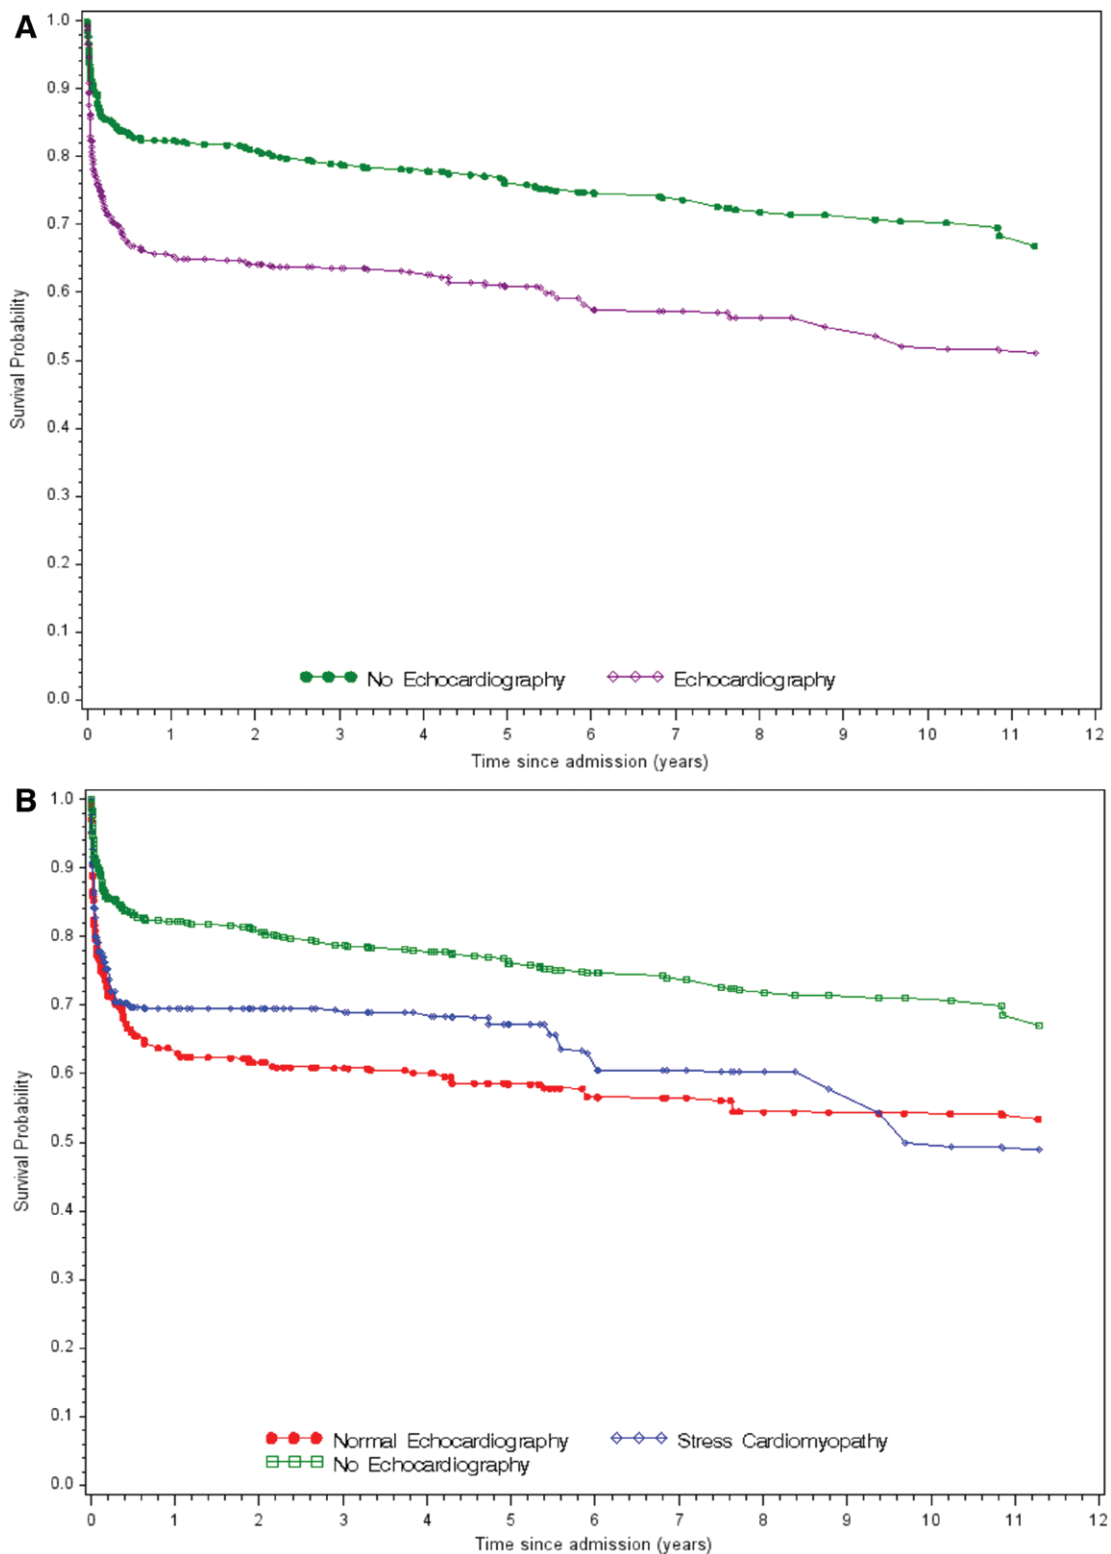 A
1.0
0.9
0.8
0.7
0.6
0.5
0.4
0.3
0.2
0.1
0.0
Survival Probability
No Echocardiography Echocardiography
0 1 2 3 4 5 6 7 8 9 10 11 12
Time since admission (years)
B
1.0
0.9
0.8
0.7
0.6
0.5
0.4
0.3
0.2
0.1
0.0
Survival Probability
Normal Echocardiography Stress Cardiomyopathy
No Echocardiography
0 1 2 3 4 5 6 7 8 9 10 11 12
Time since admission (years)